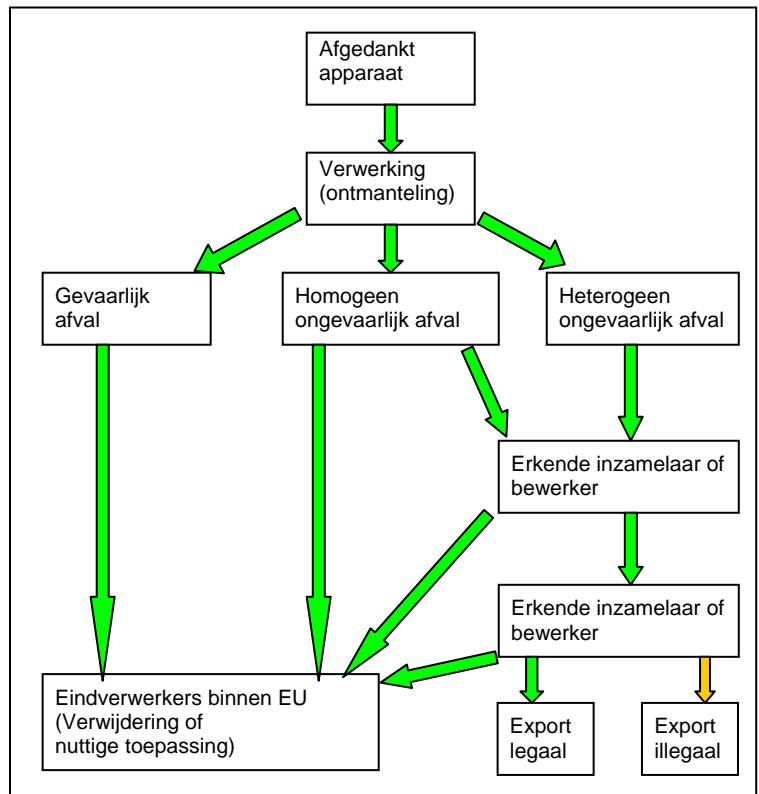 Afgedankt
apparaat
Verwerking
(ontmanteling)
Gevaarlijk
afval
Homogeen
ongevaarlijk afval
Heterogeen
ongevaarlijk afval
Erkende inzamelaar of
bewerker
Erkende inzamelaar of
bewerker
Eindverwerkers binnen EU
(Verwijdering of
nuttige toepassing)
Export
legaal
Export
illegaal